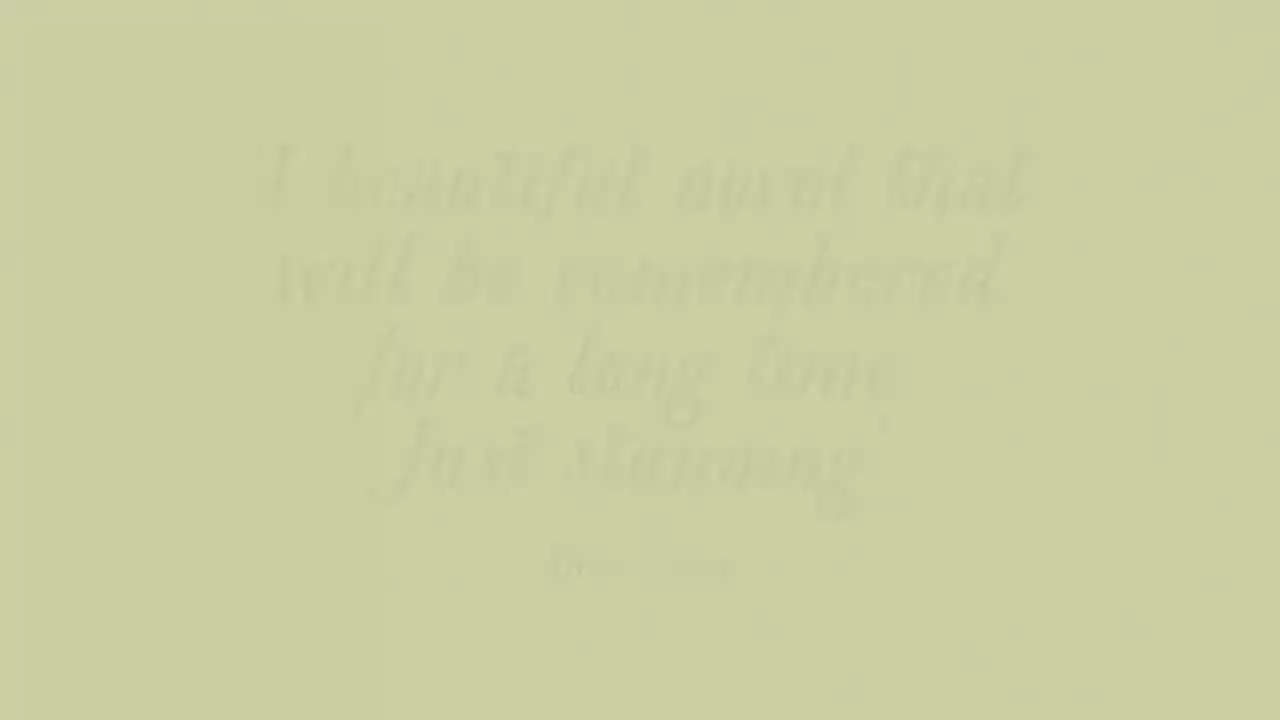 A beautiful novel that
will be remembered
for a long time
Just stunning